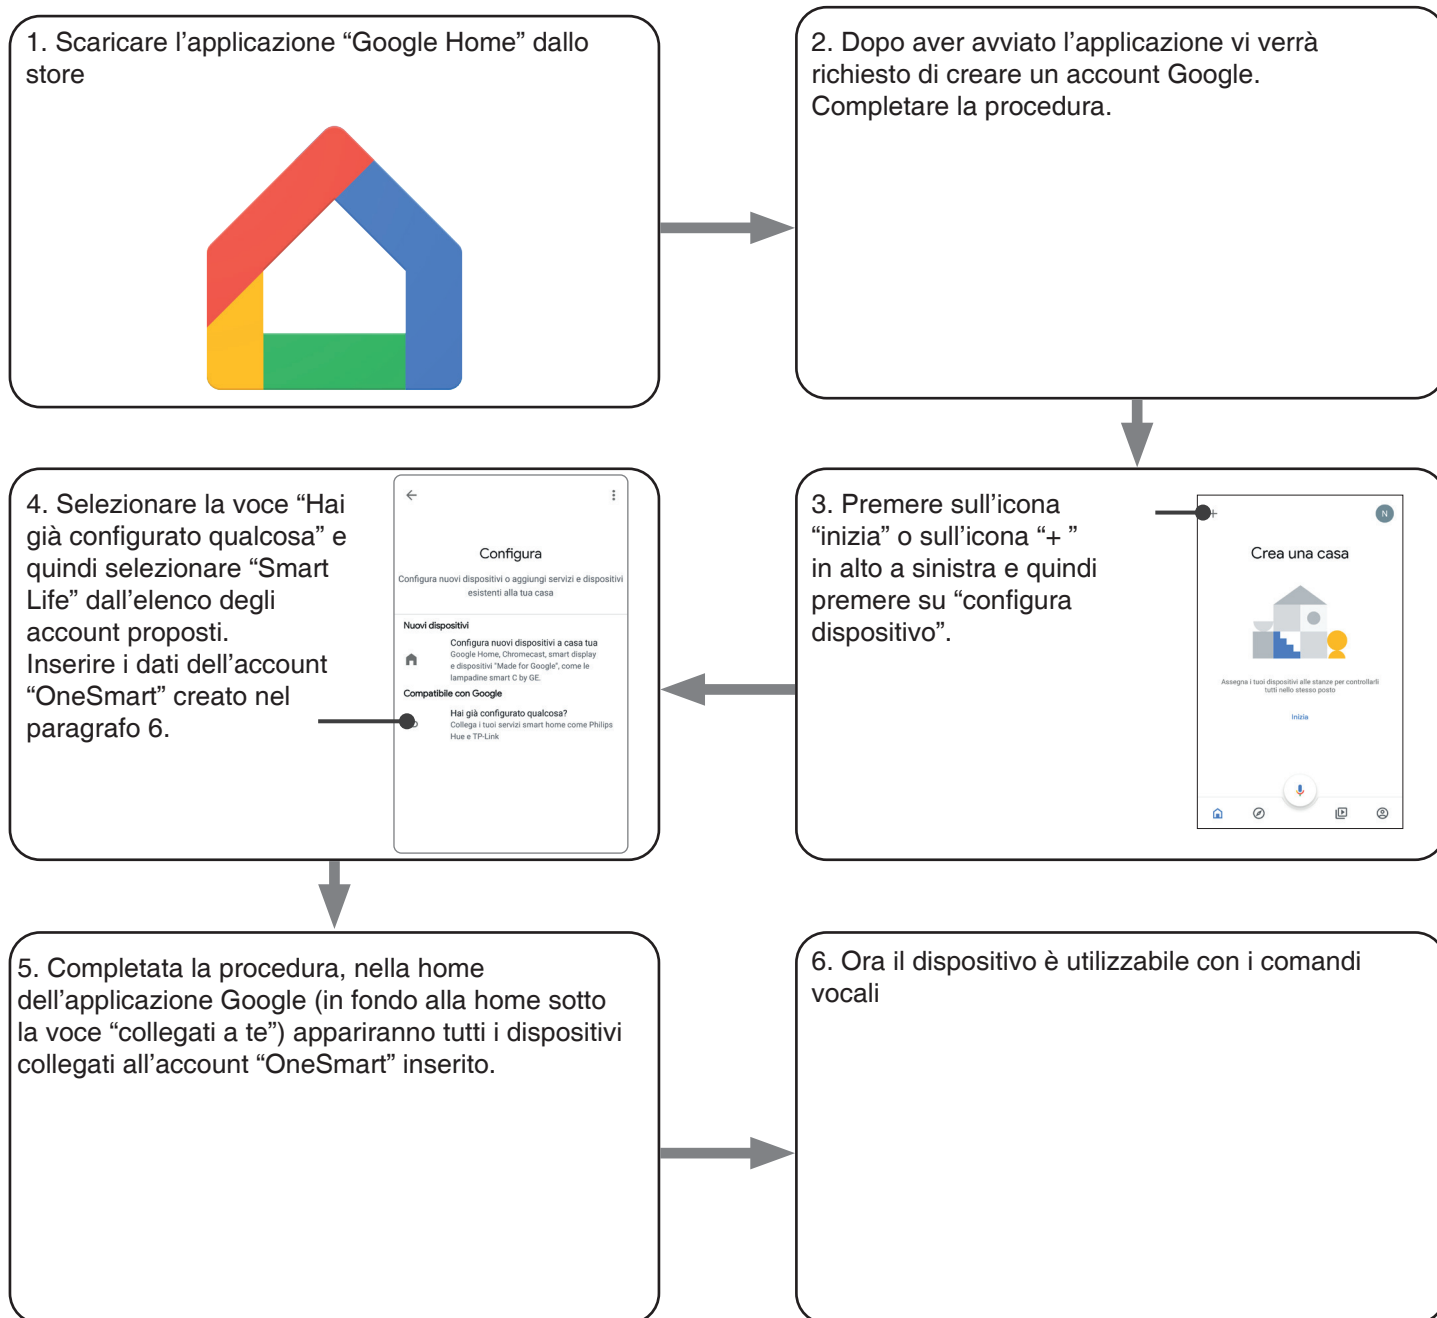 1. Scaricare l’applicazione “Google Home” dallo
store
2. Dopo aver avviato l’applicazione vi verrà
richiesto di creare un account Google.
Completare la procedura.
3. Premere sull’icona
“inizia” o sull’icona “+ ”
in alto a sinistra e quindi
premere su “configura
dispositivo”.
+
N
Crea una casa
Assegna i tuoi dispositivi alle stanze per controllarli
tutti nello stesso posto
Inizia
4. Selezionare la voce “Hai
già configurato qualcosa” e
quindi selezionare “Smart
Life” dall’elenco degli
account proposti.
Inserire i dati dell’account
“OneSmart” creato nel
paragrafo 6.
Configura
Configura nuovi dispositivi o aggiungi servizi e dispositivi
esistenti alla tua casa
Nuovi dispositivi
Configura nuovi dispositivi a casa tua
Google Home, Chromecast, smart display
e dispositivi "Made for Google", come le
lampadine smart C by GE.
Compatibile con Google
Hai già configurato qualcosa?
Collega i tuoi servizi smart home come Philips
Hue e TP-Link
5. Completata la procedura, nella home
dell’applicazione Google (in fondo alla home sotto
la voce “collegati a te”) appariranno tutti i dispositivi
collegati all’account “OneSmart” inserito.
6. Ora il dispositivo è utilizzabile con i comandi
vocali